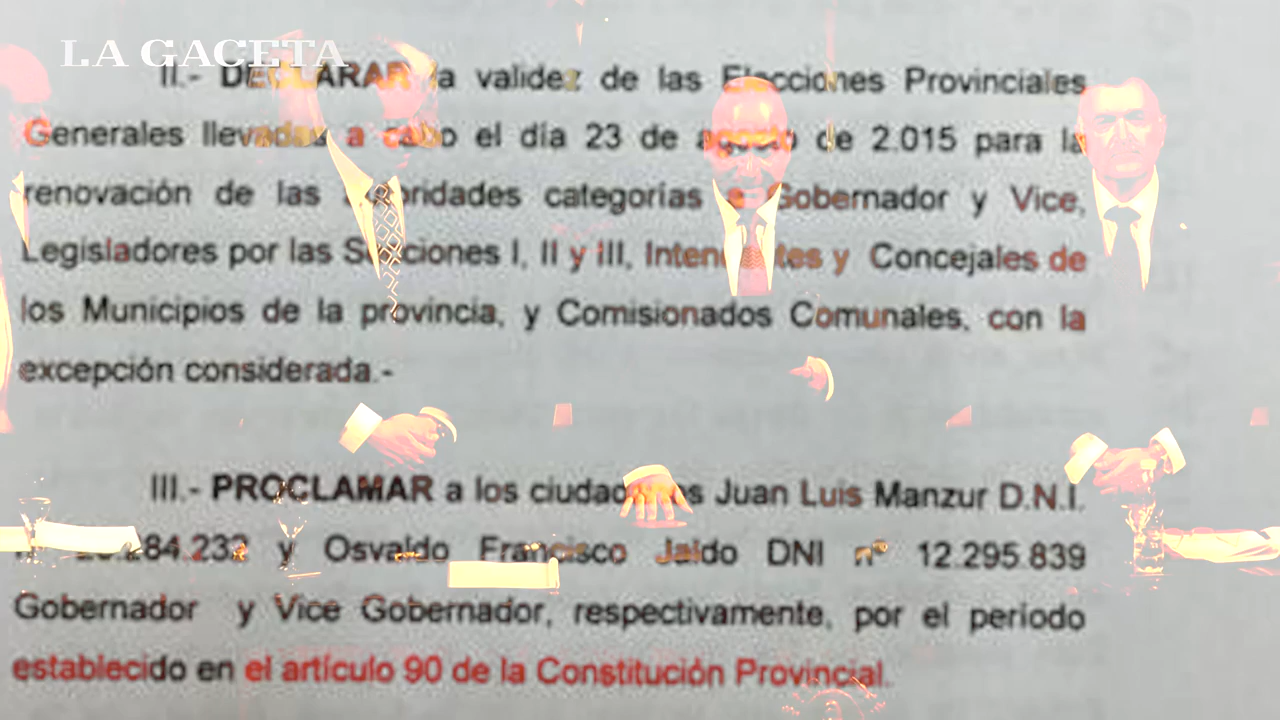 LA GACETA
II.- DECLARAR la validez de las Elecciones Provinciales
Generales llevadas a cabo el día 23 de agosto de 2.015 para la
renovación de las autoridades categorías a Gobernador y Vice,
Legisladores por las Secciones I, II y III, Intendentes y Concejales de
los Municipios de la provincia, y Comisionados Comunales, con la
excepción considerada.-
III.- PROCLAMAR a los ciudadanos Juan Luis Manzur D.N.I.
y Osvaldo Francisco Jaldo DNI nº 12.295.839
Gobernador y Vice Gobernador, respectivamente, por el período
establecido en el artículo 90 de la Constitución Provincial.